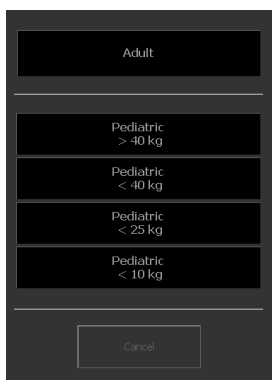 Adult
Pediatric
> 40 kg
Pediatric
< 40 kg
Pediatric
< 25 kg
Pediatric
< 10 kg
Cancel